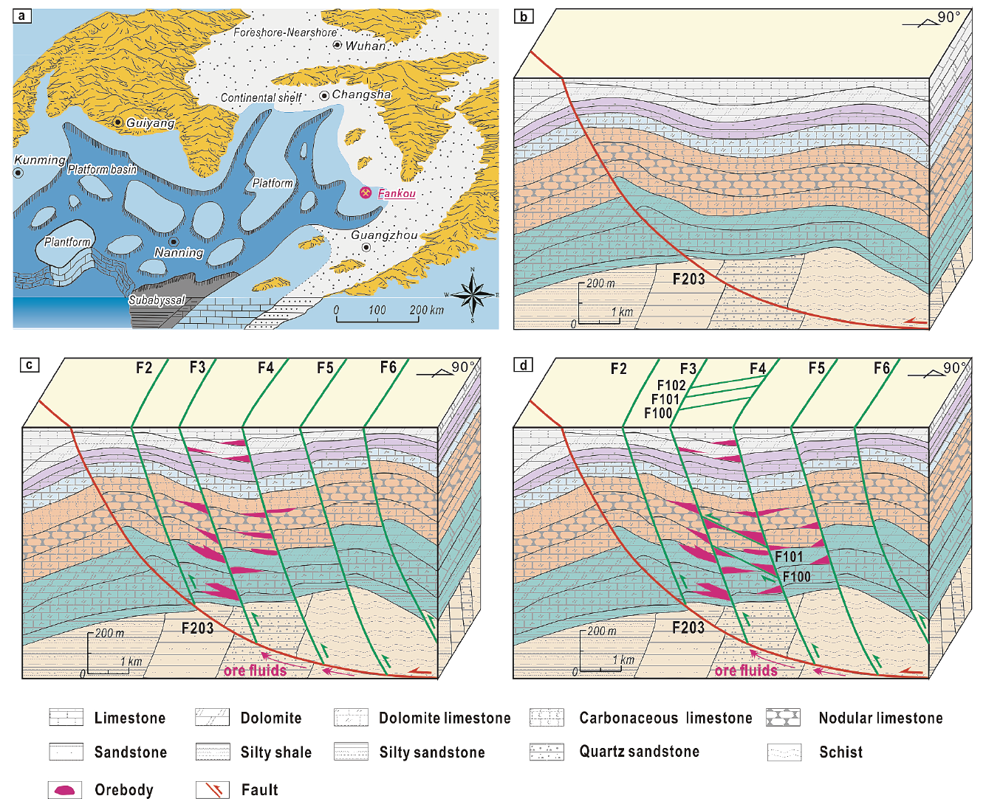 a
Foreshore-Nearshore
Wuhan
Continental shelf
Changsha
Guiyang
Kunming
Platform basin
Platform
Fankou
Plantform
Nanning
Guangzhou
Subabyssal
N
W
E
S
0 100 200 km
b
90°
F203
200 m
1 km
0
c
F2 F3 F4 F5 F6
90°
F203
200 m
1 km
0
ore fluids
d
F2 F3 F4 F5 F6
90°
F102
F101
F100
F101
F100
F203
200 m
1 km
0
ore fluids
Limestone Dolomite Dolomite limestone Carbonaceous limestone Nodular limestone
Sandstone Silty shale Silty sandstone Quartz sandstone Schist
Orebody Fault